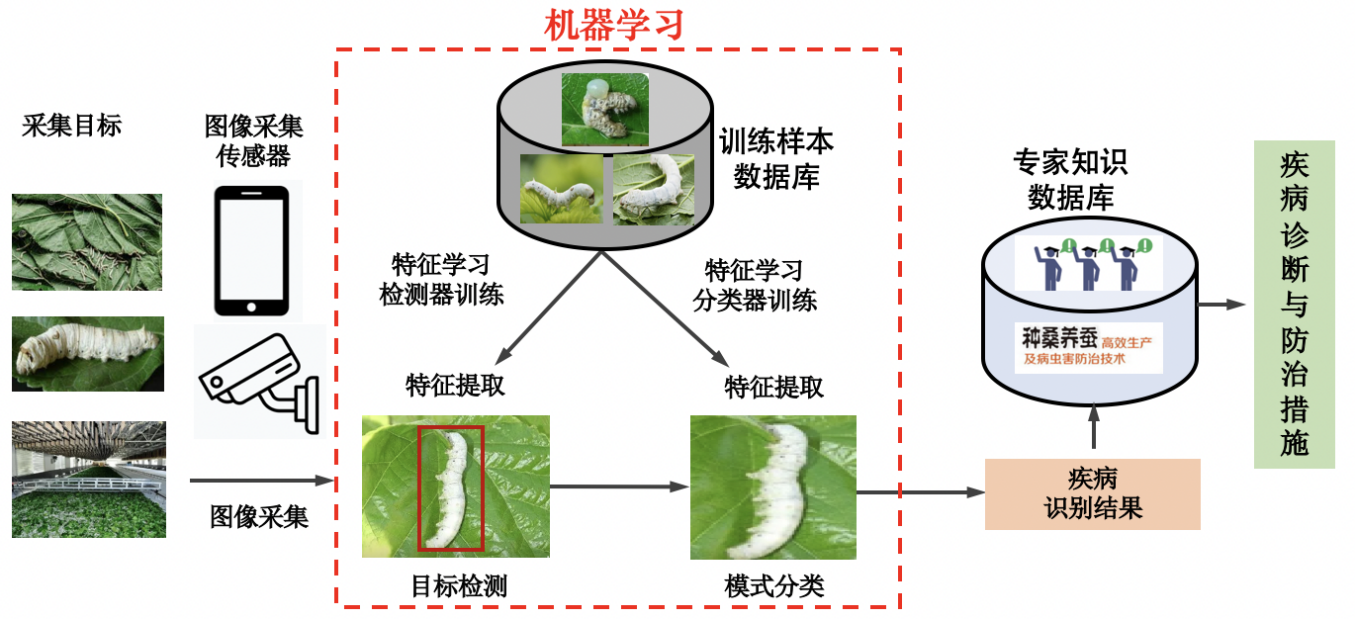 机器学习
采集目标
图像采集
传感器
图像采集
训练样本
数据库
特征学习
检测器训练
特征学习
分类器训练
特征提取
特征提取
目标检测
模式分类
专家知识
数据库
种桑养蚕高效生产
及病虫害防治技术
疾病
识别结果
疾病诊断与防治措施